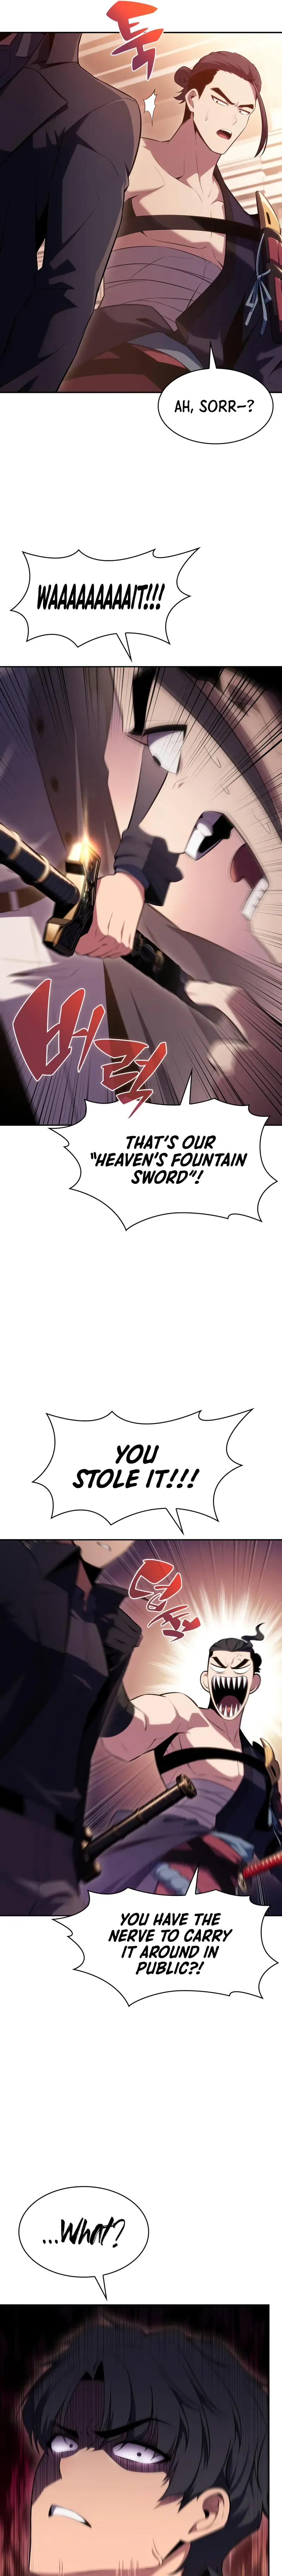 툭
AH, SORR-?
WAAAAAAAAAIT!!!
버럭
THAT'S OUR
"HEAVEN'S FOUNTAIN
SWORD"!
YOU
STOLE IT!!!
덥툭
YOU HAVE THE
NERVE TO CARRY
IT AROUND IN
PUBLIC?!
...What?